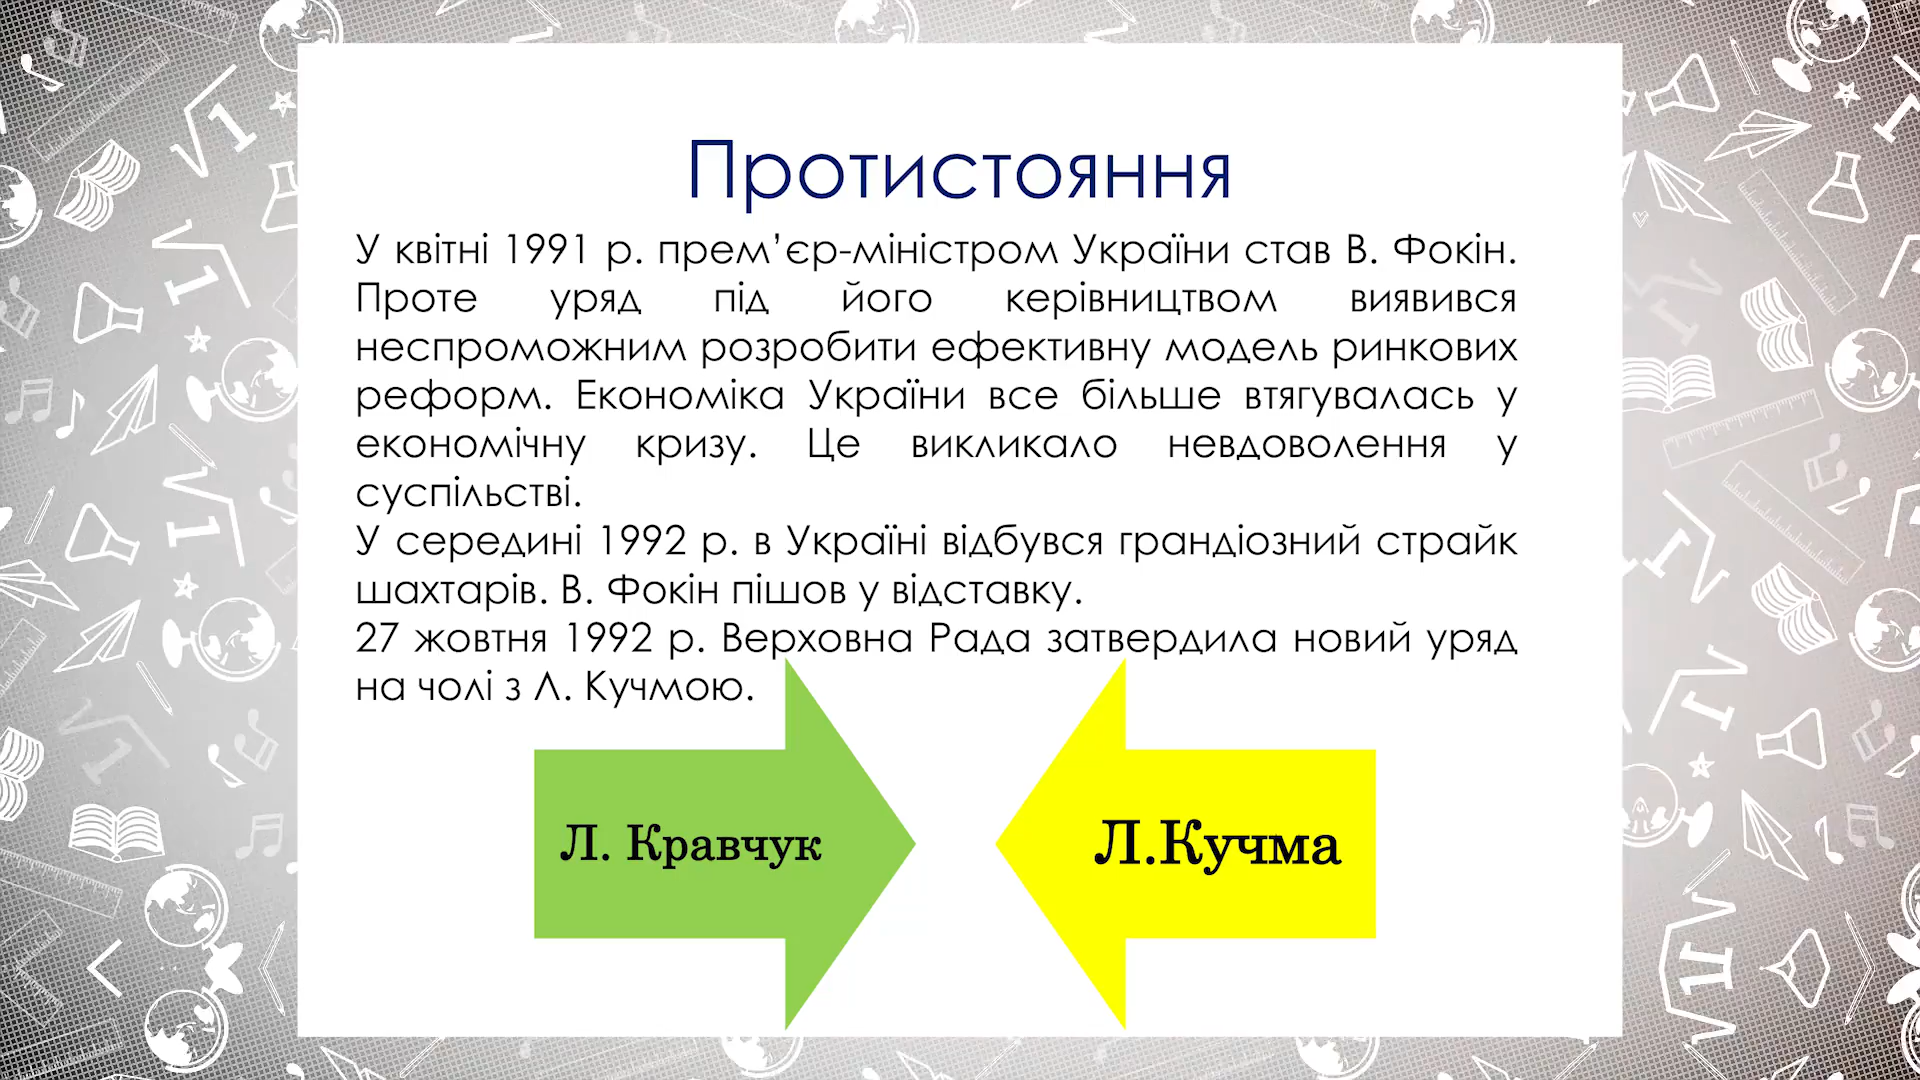 Протистояння
У квітні 1991 р. прем’єр-міністром України став В. Фокін.
Проте уряд під його керівництвом виявився
неспроможним розробити ефективну модель ринкових
реформ. Економіка України все більше втягувалась у
економічну кризу. Це викликало невдоволення у
суспільстві.
У середині 1992 р. в Україні відбувся грандіозний страйк
шахтарів. В. Фокін пішов у відставку.
27 жовтня 1992 р. Верховна Рада затвердила новий уряд
на чолі з Л. Кучмою.
Л. Кравчук
Л.Кучма